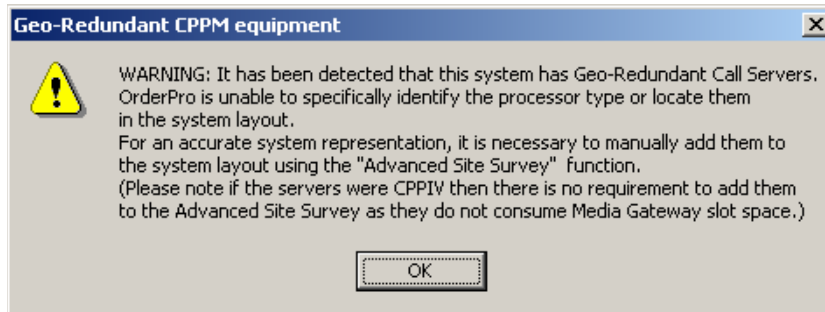 Geo-Redundant CPPM equipment
WARNING: It has been detected that this system has Geo-Redundant Call Servers.
OrderPro is unable to specifically identify the processor type or locate them
in the system layout.
For an accurate system representation, it is necessary to manually add them to
the system layout using the "Advanced Site Survey" function.
(Please note if the servers were CPPIV then there is no requirement to add them
to the Advanced Site Survey as they do not consume Media Gateway slot space.)
OK